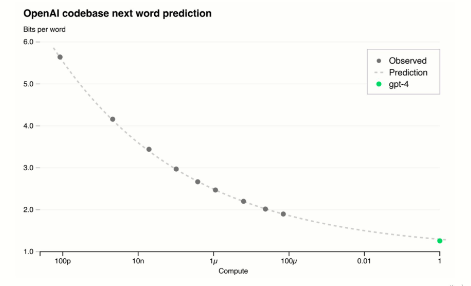 OpenAI codebase next word prediction
Bits per word
6.0
Observed
Prediction
gpt-4
5.0
4.0
3.0
2.0
1.0
100p 10n 1μ 100μ 0.01 1
Compute